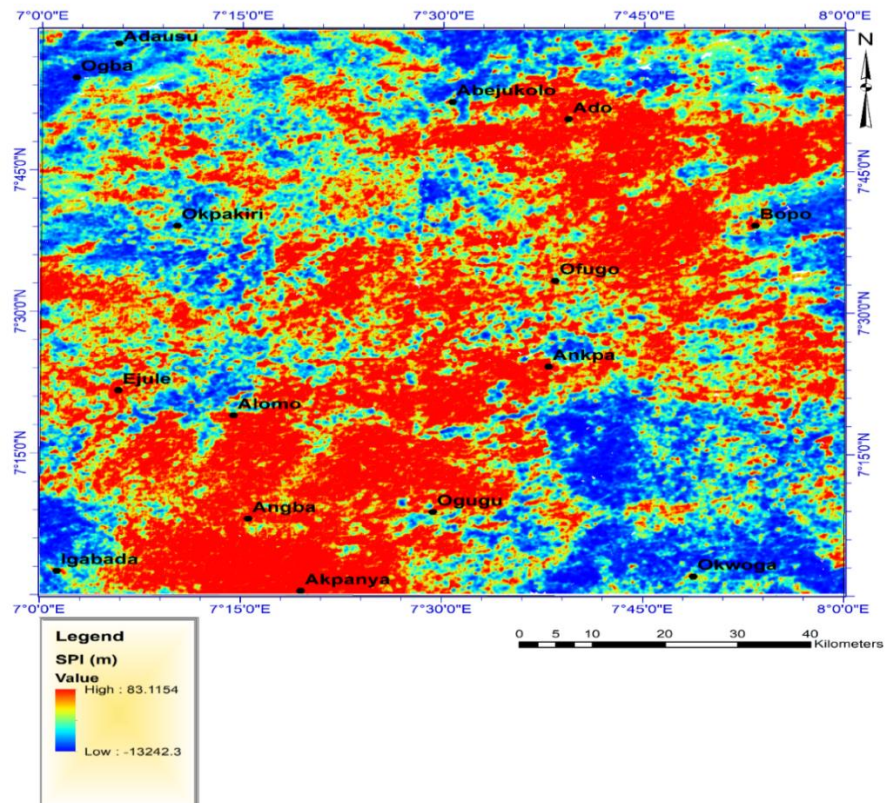 7°0'0"E 7°15'0"E 7°30'0"E 7°45'0"E 8°0'0"E
N
Adausu
Ogba
Abejukolo
Ado
7°45'0"N 7°45'0"N
Okpakiri
Bopo
Ofugo
7°30'0"N 7°30'0"N
Ankpa
Ejule
Alomo
7°15'0"N 7°15'0"N
Angba
Ogugu
Igabada
Okwoga
Akpanya
7°0'0"E 7°15'0"E 7°30'0"E 7°45'0"E 8°0'0"E
0 5 10 20 30 40
Kilometers
Legend
SPI (m)
Value
High : 83.1154
Low : -13242.3